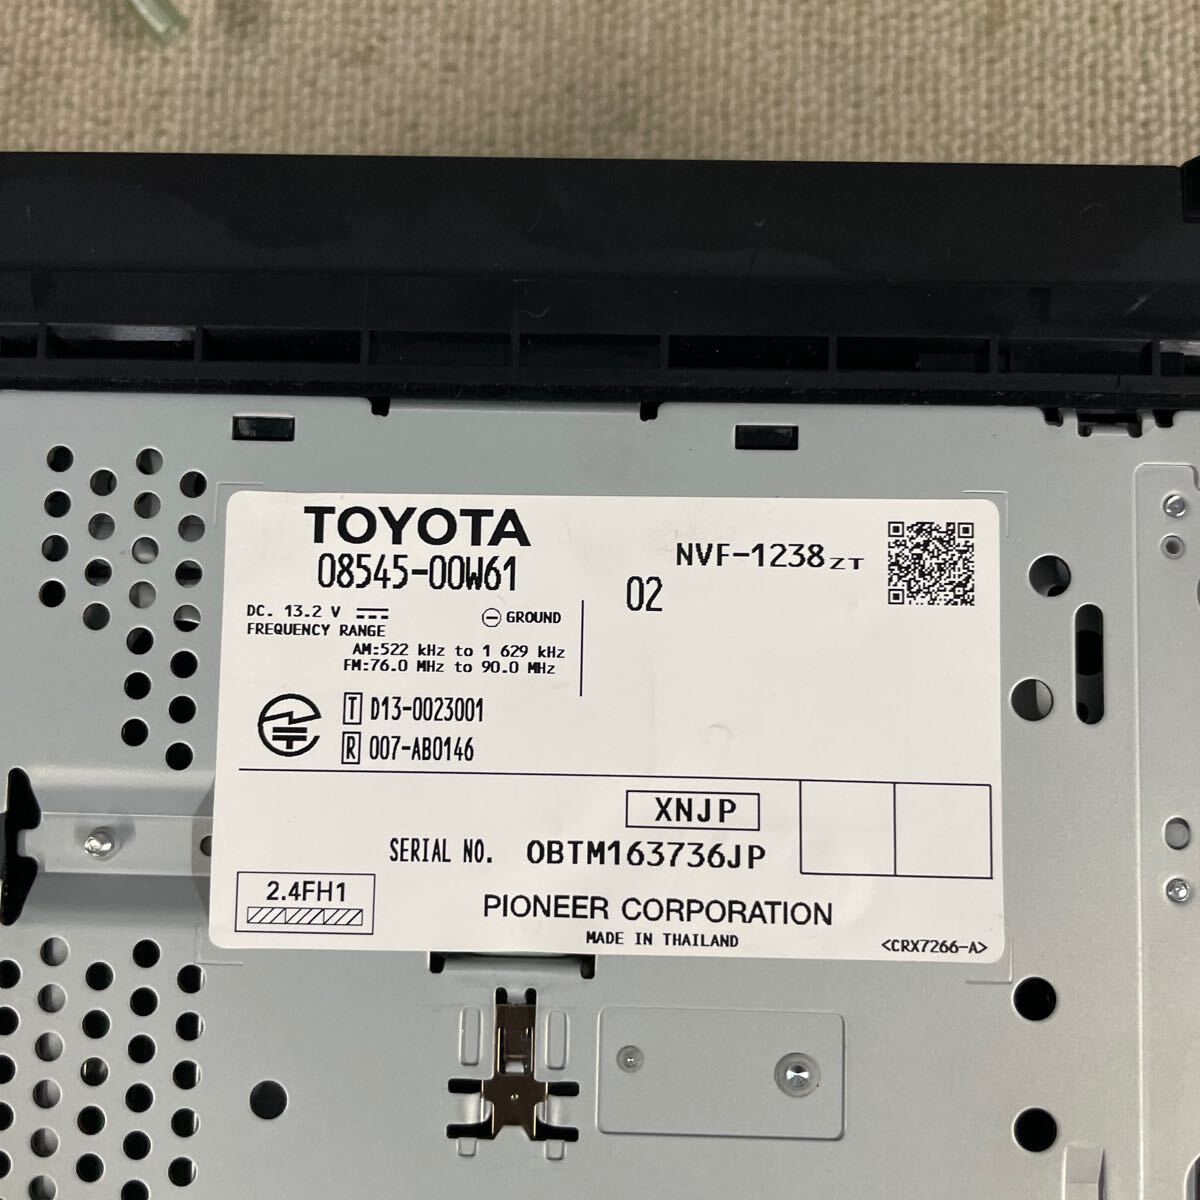 TOYOTA
08545-00W61
NVF-1238ZT
02
DC. 13.2 V
GROUND
FREQUENCY RANGE
AM:522 kHz to 1 629 kHz
FM:76.0 MHz to 90.0 MHz
T D13-0023001
R 007-AB0146
XNJP
SERIAL NO. 0BTM163736JP
2.4FH1
PIONEER CORPORATION
MADE IN THAILAND
<CRX7266-A>